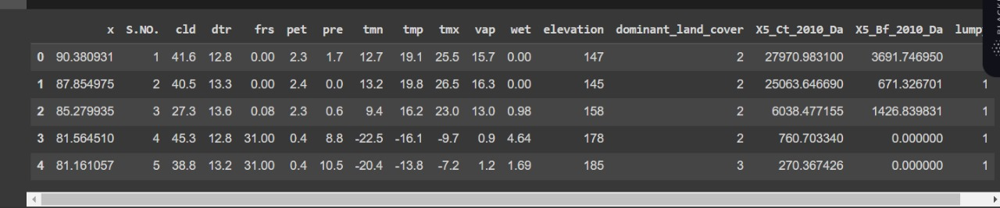 x S.NO. cld dtr frs pet pre tmn tmp tmx vap wet elevation dominant_land_cover X5_Ct_2010_Da X5_Bf_2010_Da lumpy
0 90.380931 1 41.6 12.8 0.00 2.3 1.7 12.7 19.1 25.5 15.7 0.00 147 2 27970.983100 3691.746950
1 87.854975 2 40.5 13.3 0.00 2.4 0.0 13.2 19.8 26.5 16.3 0.00 145 2 25063.646690 671.326701 1
2 85.279935 3 27.3 13.6 0.08 2.3 0.6 9.4 16.2 23.0 13.0 0.98 158 2 6038.477155 1426.839831 1
3 81.564510 4 45.3 12.8 31.00 0.4 8.8 -22.5 -16.1 -9.7 0.9 4.64 178 2 760.703340 0.000000 1
4 81.161057 5 38.8 13.2 31.00 0.4 10.5 -20.4 -13.8 -7.2 1.2 1.69 185 3 270.367426 0.000000 1